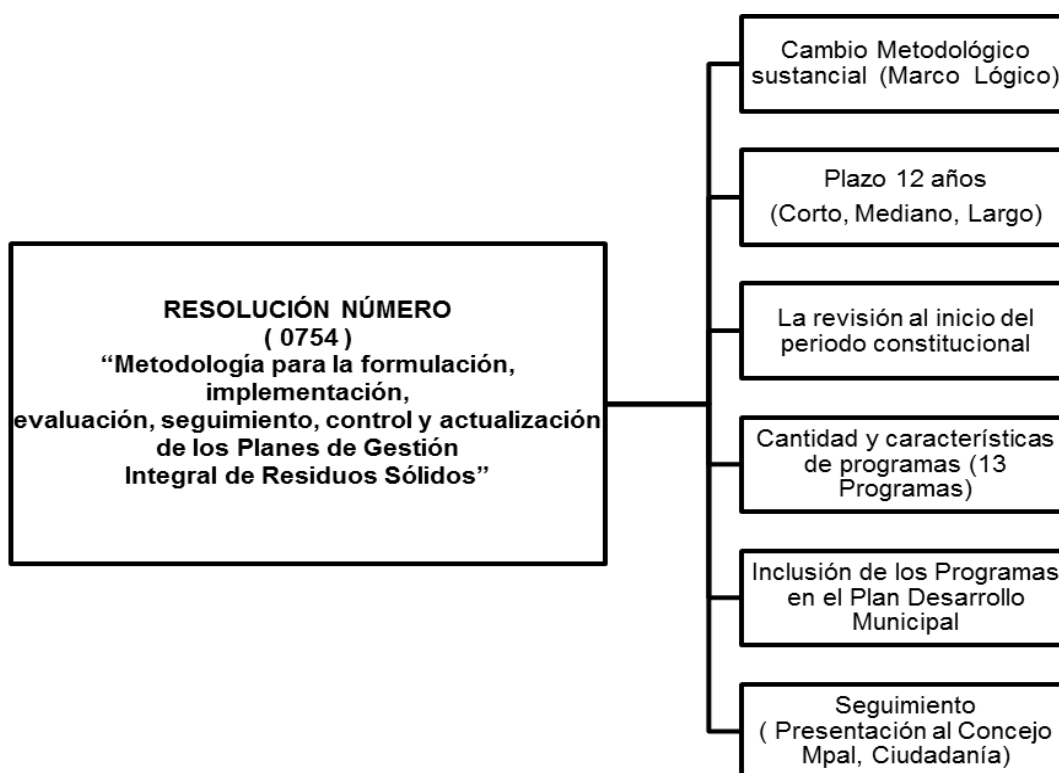 RESOLUCIÓN NÚMERO
( 0754 )
“Metodología para la formulación,
implementación,
evaluación, seguimiento, control y actualización
de los Planes de Gestión
Integral de Residuos Sólidos”
Cambio Metodológico
sustancial (Marco Lógico)
Plazo 12 años
(Corto, Mediano, Largo)
La revisión al inicio del
periodo constitucional
Cantidad y características
de programas (13
Programas)
Inclusión de los Programas
en el Plan Desarrollo
Municipal
Seguimiento
( Presentación al Concejo
Mpal, Ciudadanía)